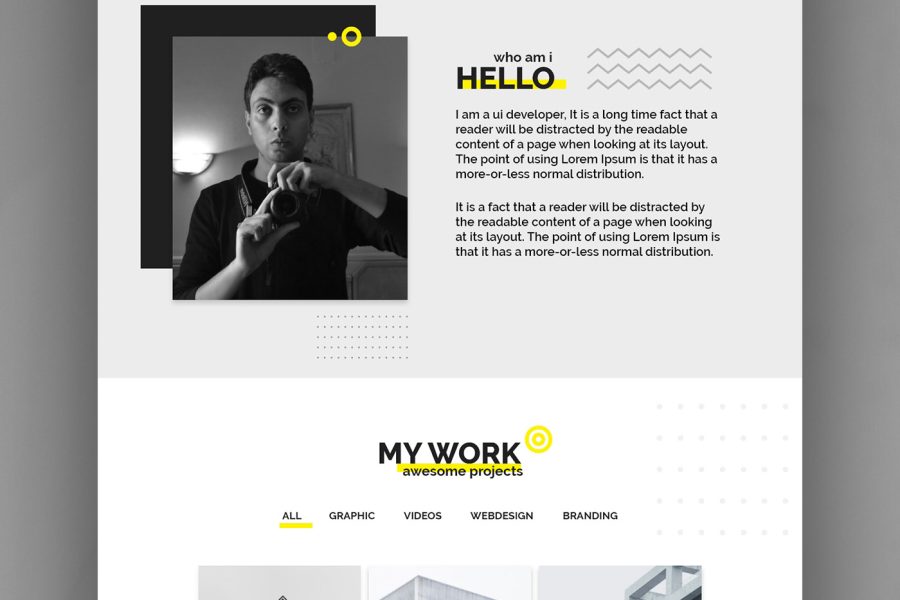 who am i
HELLO
I am a ui developer, It is a long time fact that a
reader will be distracted by the readable
content of a page when looking at its layout.
The point of using Lorem Ipsum is that it has a
more-or-less normal distribution.
It is a fact that a reader will be distracted by
the readable content of a page when looking
at its layout. The point of using Lorem Ipsum is
that it has a more-or-less normal distribution.
MY WORK
awesome projects
ALL GRAPHIC VIDEOS WEBDESIGN BRANDING